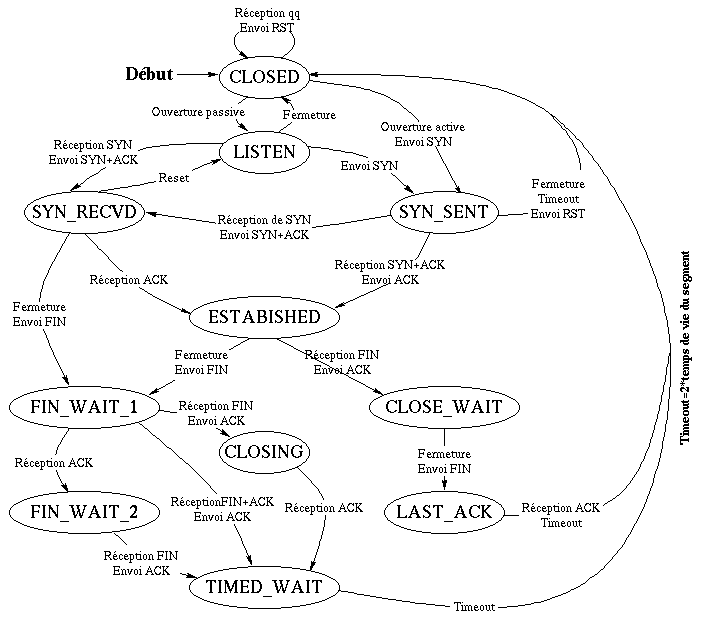 Réception qq
Envoi RST
Début
CLOSED
Ouverture passive
Fermeture
Ouverture active
Envoi SYN
Réception SYN
Envoi SYN+ACK
LISTEN
Envoi SYN
Reset
Fermeture
Timeout
Envoi RST
SYN_RECVD
SYN_SENT
Réception de SYN
Envoi SYN+ACK
Réception ACK
Réception SYN+ACK
Envoi ACK
Fermeture
Envoi FIN
ESTABISHED
Timeout=2*temps de vie du segment
Fermeture
Envoi FIN
Réception FIN
Envoi ACK
FIN_WAIT_1
Réception FIN
Envoi ACK
CLOSE_WAIT
CLOSING
Fermeture
Envoi FIN
Réception ACK
FIN_WAIT_2
RéceptionFIN+ACK
Envoi ACK
Réception ACK
LAST_ACK
Réception ACK
Timeout
Réception FIN
Envoi ACK
TIMED_WAIT
Timeout